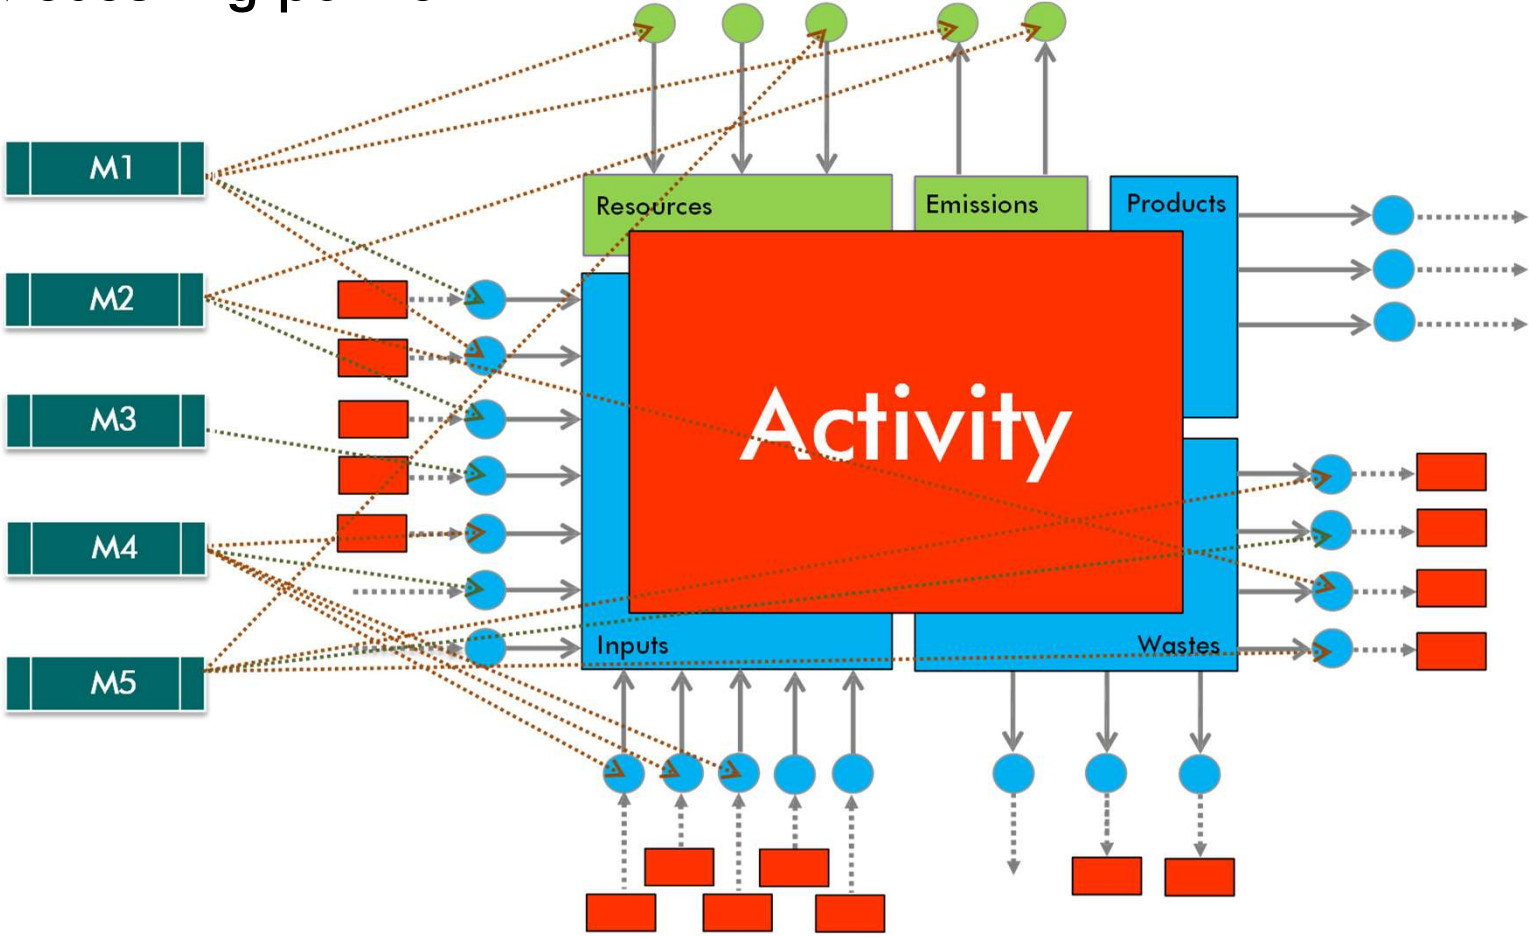 M1
Resources
Emissions
Products
M2
M3
Activity
M4
Inputs
Wastes
M5